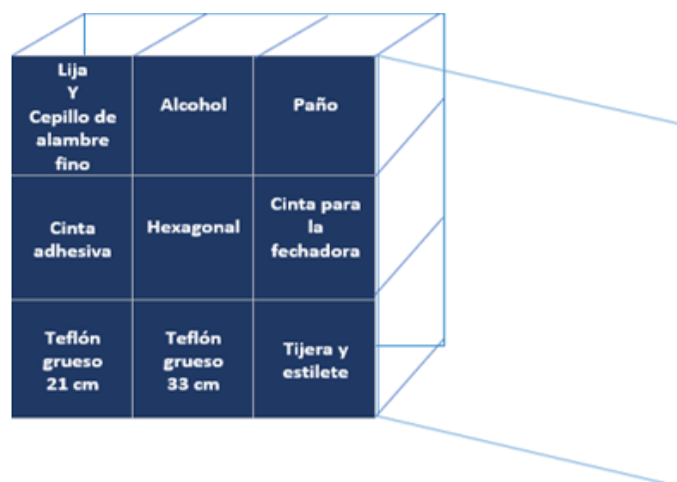 Lija
Y
Cepillo de
alambre
fino
Alcohol
Paño
Cinta
adhesiva
Hexagonal
Cinta para
la
fechadora
Teflón
grueso
21 cm
Teflón
grueso
33 cm
Tijera y
estilete